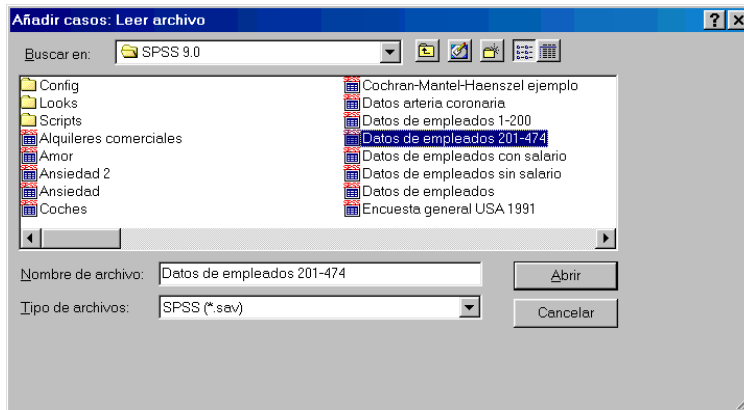 Añadir casos: Leer archivo
Buscar en: SPSS 9.0
Config
Looks
Scripts
Alquileres comerciales
Amor
Ansiedad 2
Ansiedad
Coches
Cochran-Mantel-Haenszel ejemplo
Datos arteria coronaria
Datos de empleados 1-200
Datos de empleados 201-474
Datos de empleados con salario
Datos de empleados sin salario
Datos de empleados
Encuesta general USA 1991
Nombre de archivo: Datos de empleados 201-474 Abrir
Tipo de archivos: SPSS (*.sav) Cancelar